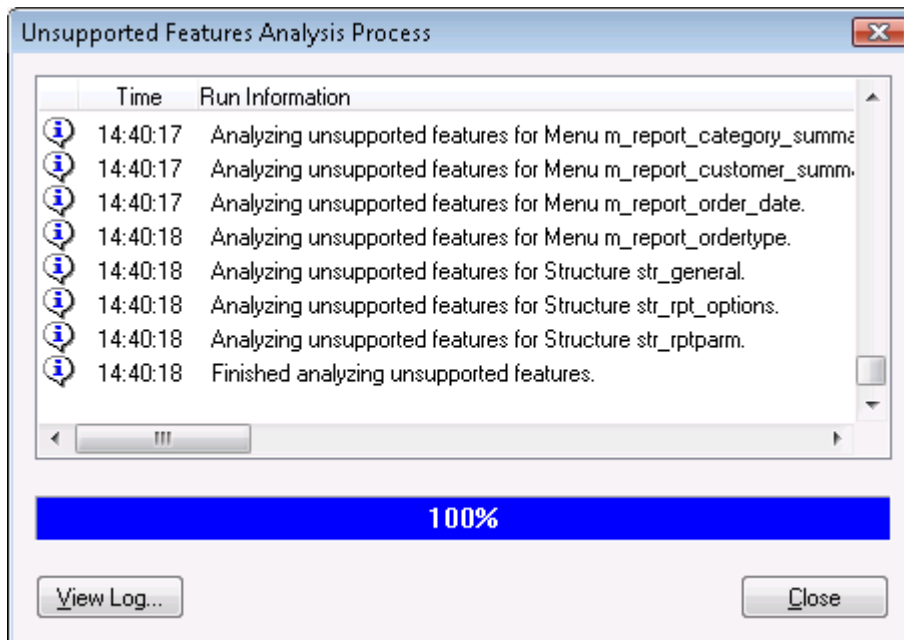 Unsupported Features Analysis Process
Time Run Information
14:40:17 Analyzing unsupported features for Menu m_report_category_summa
14:40:17 Analyzing unsupported features for Menu m_report_customer_summ
14:40:17 Analyzing unsupported features for Menu m_report_order_date.
14:40:18 Analyzing unsupported features for Menu m_report_ordertype.
14:40:18 Analyzing unsupported features for Structure str_general.
14:40:18 Analyzing unsupported features for Structure str_rpt_options.
14:40:18 Analyzing unsupported features for Structure str_rptparm.
14:40:18 Finished analyzing unsupported features.
100%
View Log... Close